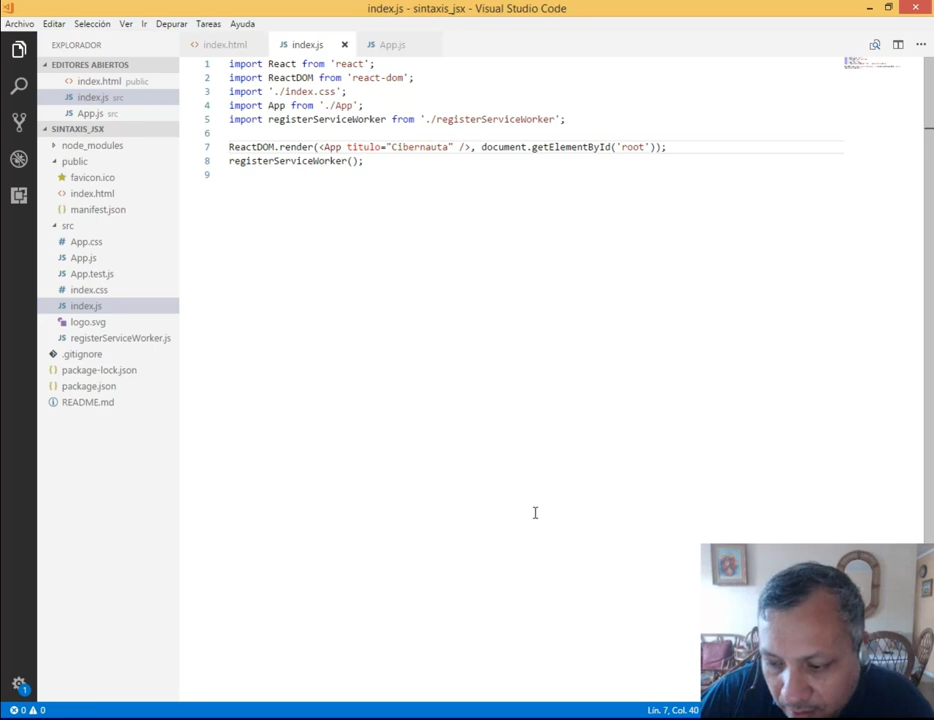 index.js - sintaxis_jsx - Visual Studio Code
Archivo Editar Selección Ver Ir Depurar Tareas Ayuda
EXPLORADOR
EDITORES ABIERTOS
index.html public
index.js src
App.js src
SINTAXIS_JSX
node_modules
public
favicon.ico
index.html
manifest.json
src
App.css
App.js
App.test.js
index.css
index.js
logo.svg
registerServiceWorker.js
.gitignore
package-lock.json
package.json
README.md
index.html index.js App.js
1 import React from 'react';
2 import ReactDOM from 'react-dom';
3 import './index.css';
4 import App from './App';
5 import registerServiceWorker from './registerServiceWorker';
6
7 ReactDOM.render(<App titulo="Cibernauta" />, document.getElementById('root'));
8 registerServiceWorker();
9
1
0 0 Lín. 7, Col. 40